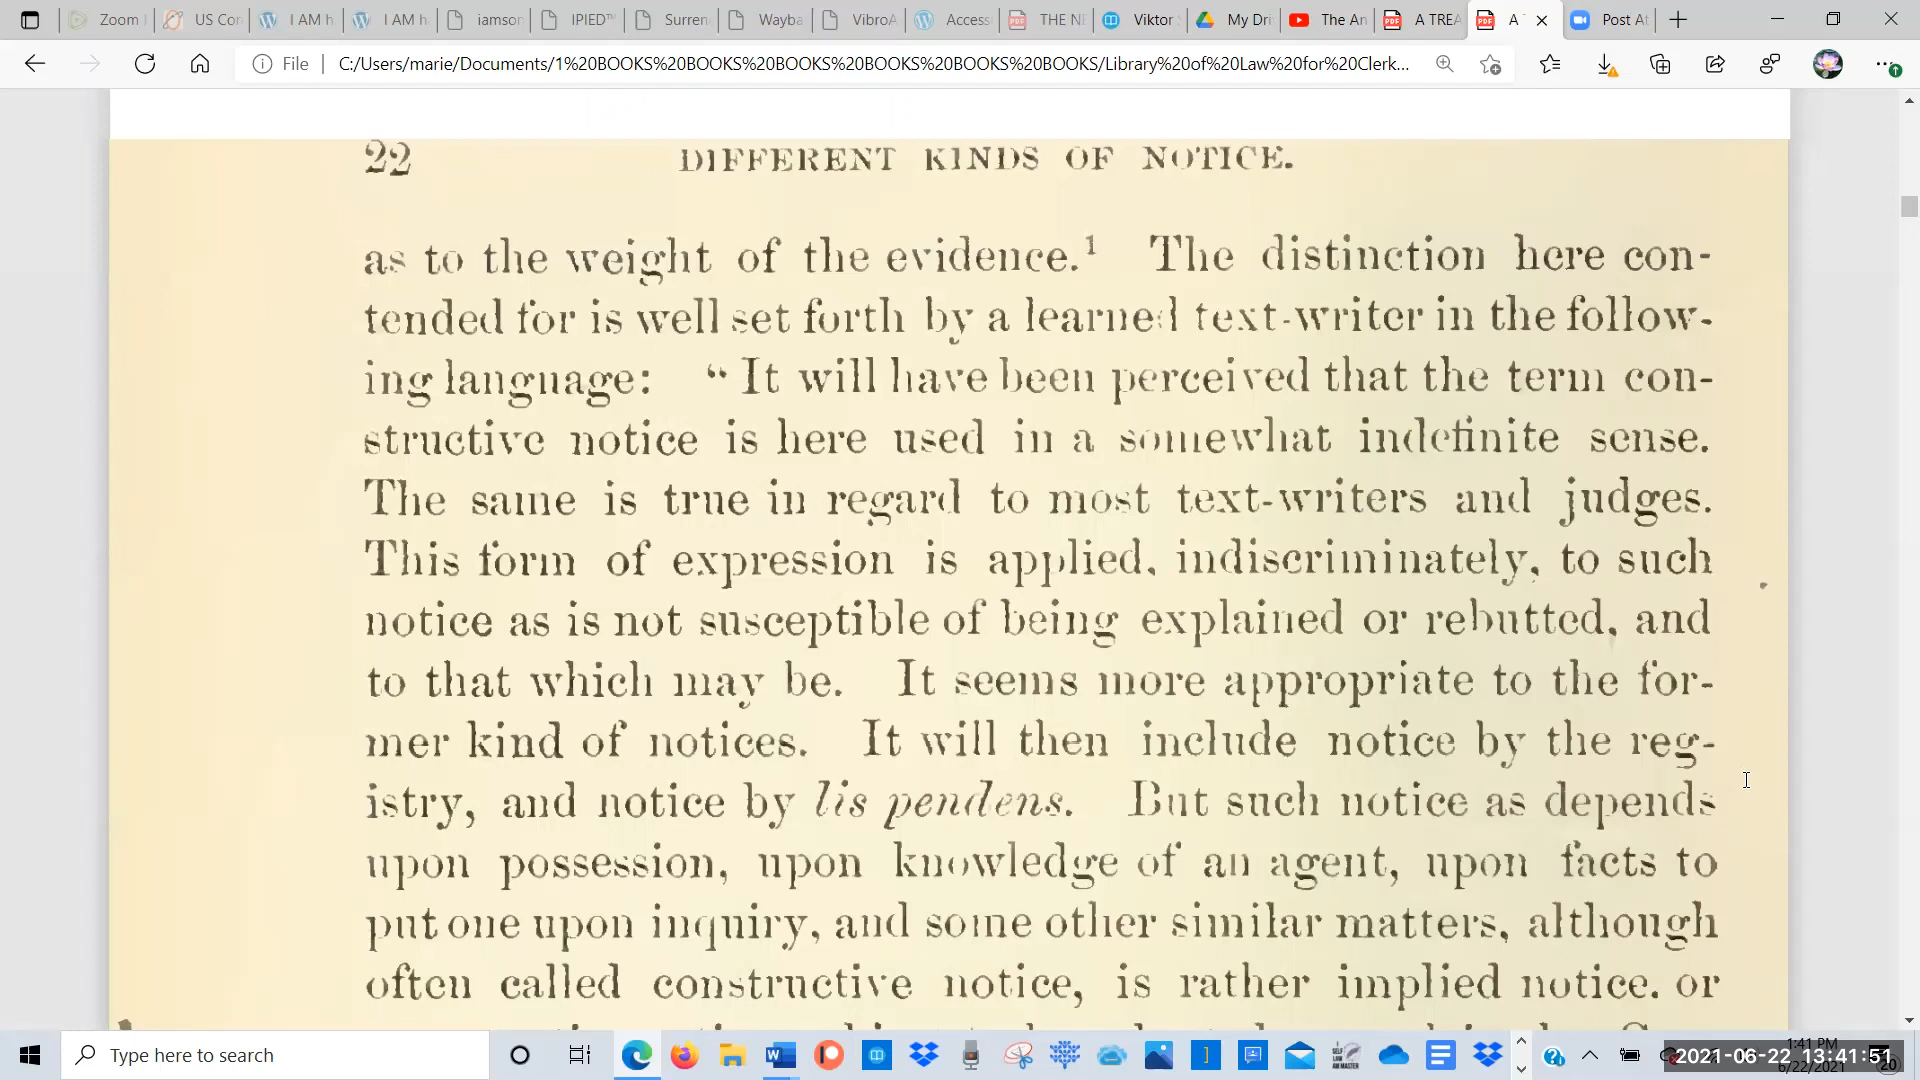 Zoom
US Co
I AM h
I AM h
iamson
IPIED™
Surren
Wayba
VibroA
Access
THE NE
Viktor
My Dri
The An
A TREA
A
Post At
File
C:/Users/marie/Documents/1%20BOOKS%20BOOKS%20BOOKS%20BOOKS%20BOOKS%20BOOKS/Library%20of%20Law%20for%20Clerk...
22 DIFFERENT KINDS OF NOTICE.
as to the weight of the evidence.¹ The distinction here con-
tended for is well set forth by a learned text-writer in the follow-
ing language: “It will have been perceived that the term con-
structive notice is here used in a somewhat indefinite sense.
The same is true in regard to most text-writers and judges.
This form of expression is applied, indiscriminately, to such
notice as is not susceptible of being explained or rebutted, and
to that which may be. It seems more appropriate to the for-
mer kind of notices. It will then include notice by the reg-
istry, and notice by lis pendens. But such notice as depends
upon possession, upon knowledge of an agent, upon facts to
put one upon inquiry, and some other similar matters, although
often called constructive notice, is rather implied notice, or
Type here to search
1:41 PM
6/22/2021
2021-06-22 13:41:51
20